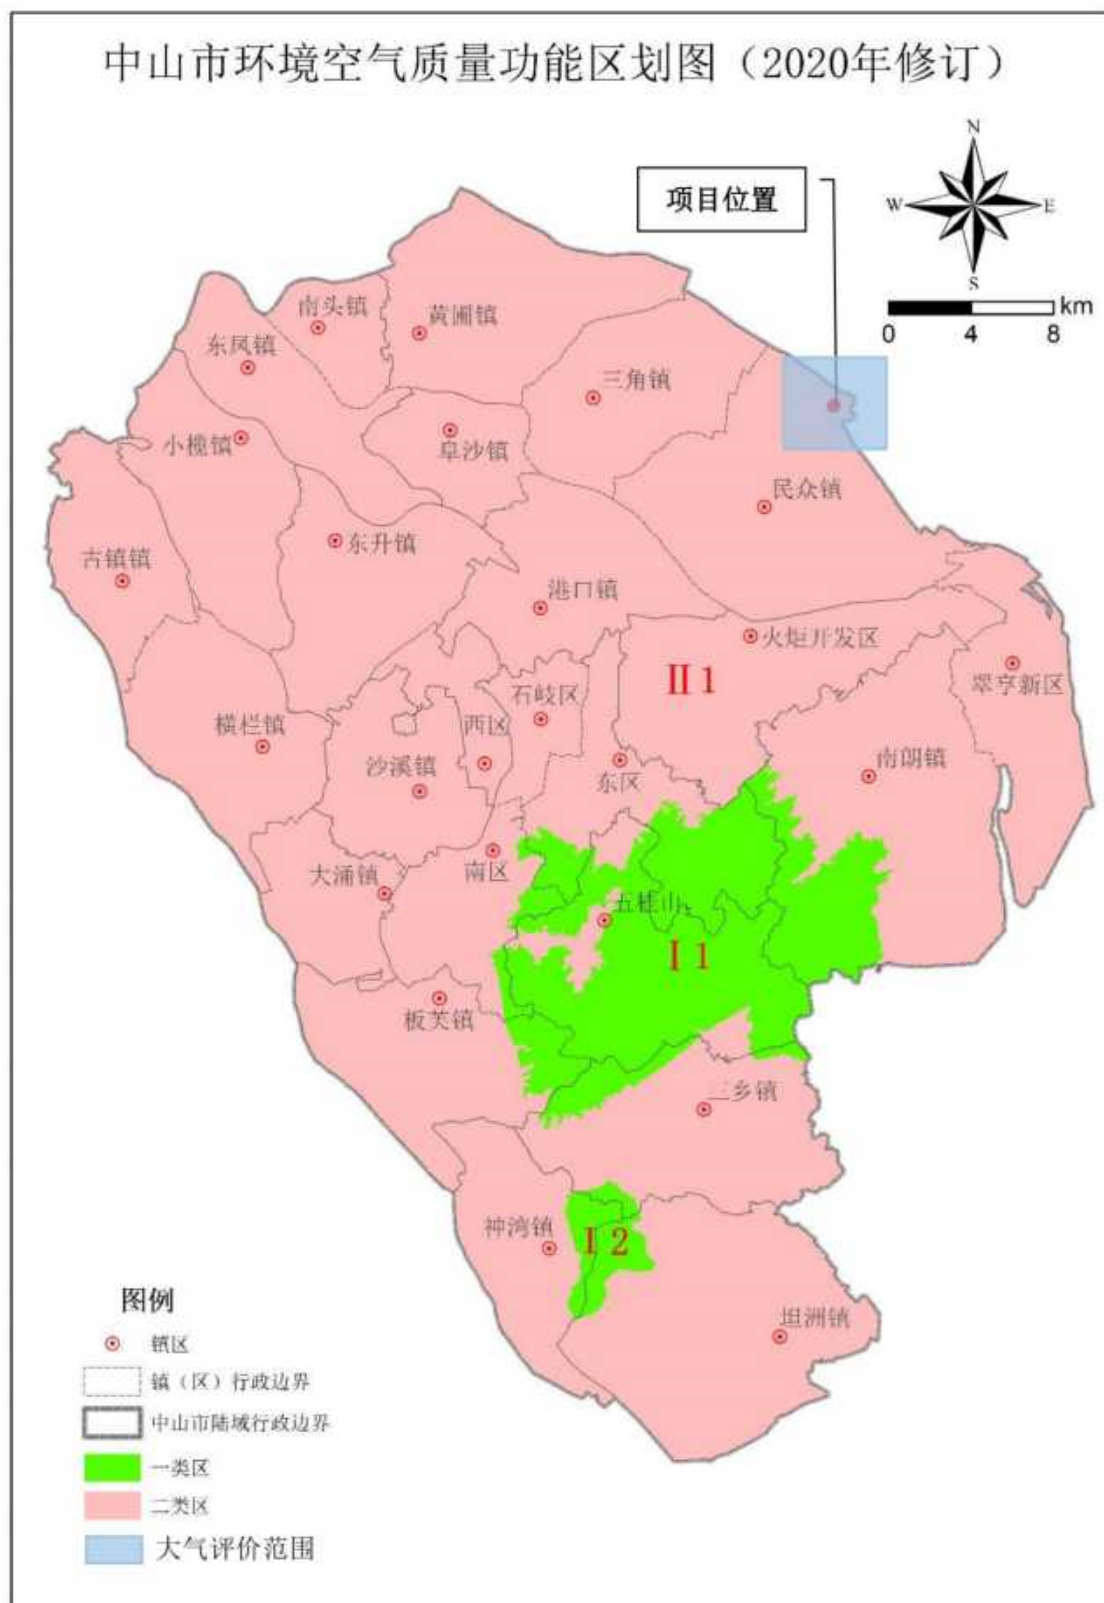 中山市环境空气质量功能区划图（2020年修订）
项目位置
N
W
E
S
km
0
4
8
南头镇
黄圃镇
东凤镇
三角镇
小榄镇
阜沙镇
民众镇
东升镇
古镇镇
港口镇
火炬开发区
翠亨新区
II 1
石岐区
横栏镇
西区
沙溪镇
东区
南朗镇
南区
大涌镇
五桂山
I 1
板芙镇
三乡镇
神湾镇
I 2
坦洲镇
图例
镇区
镇（区）行政边界
中山市陆域行政边界
一类区
二类区
大气评价范围